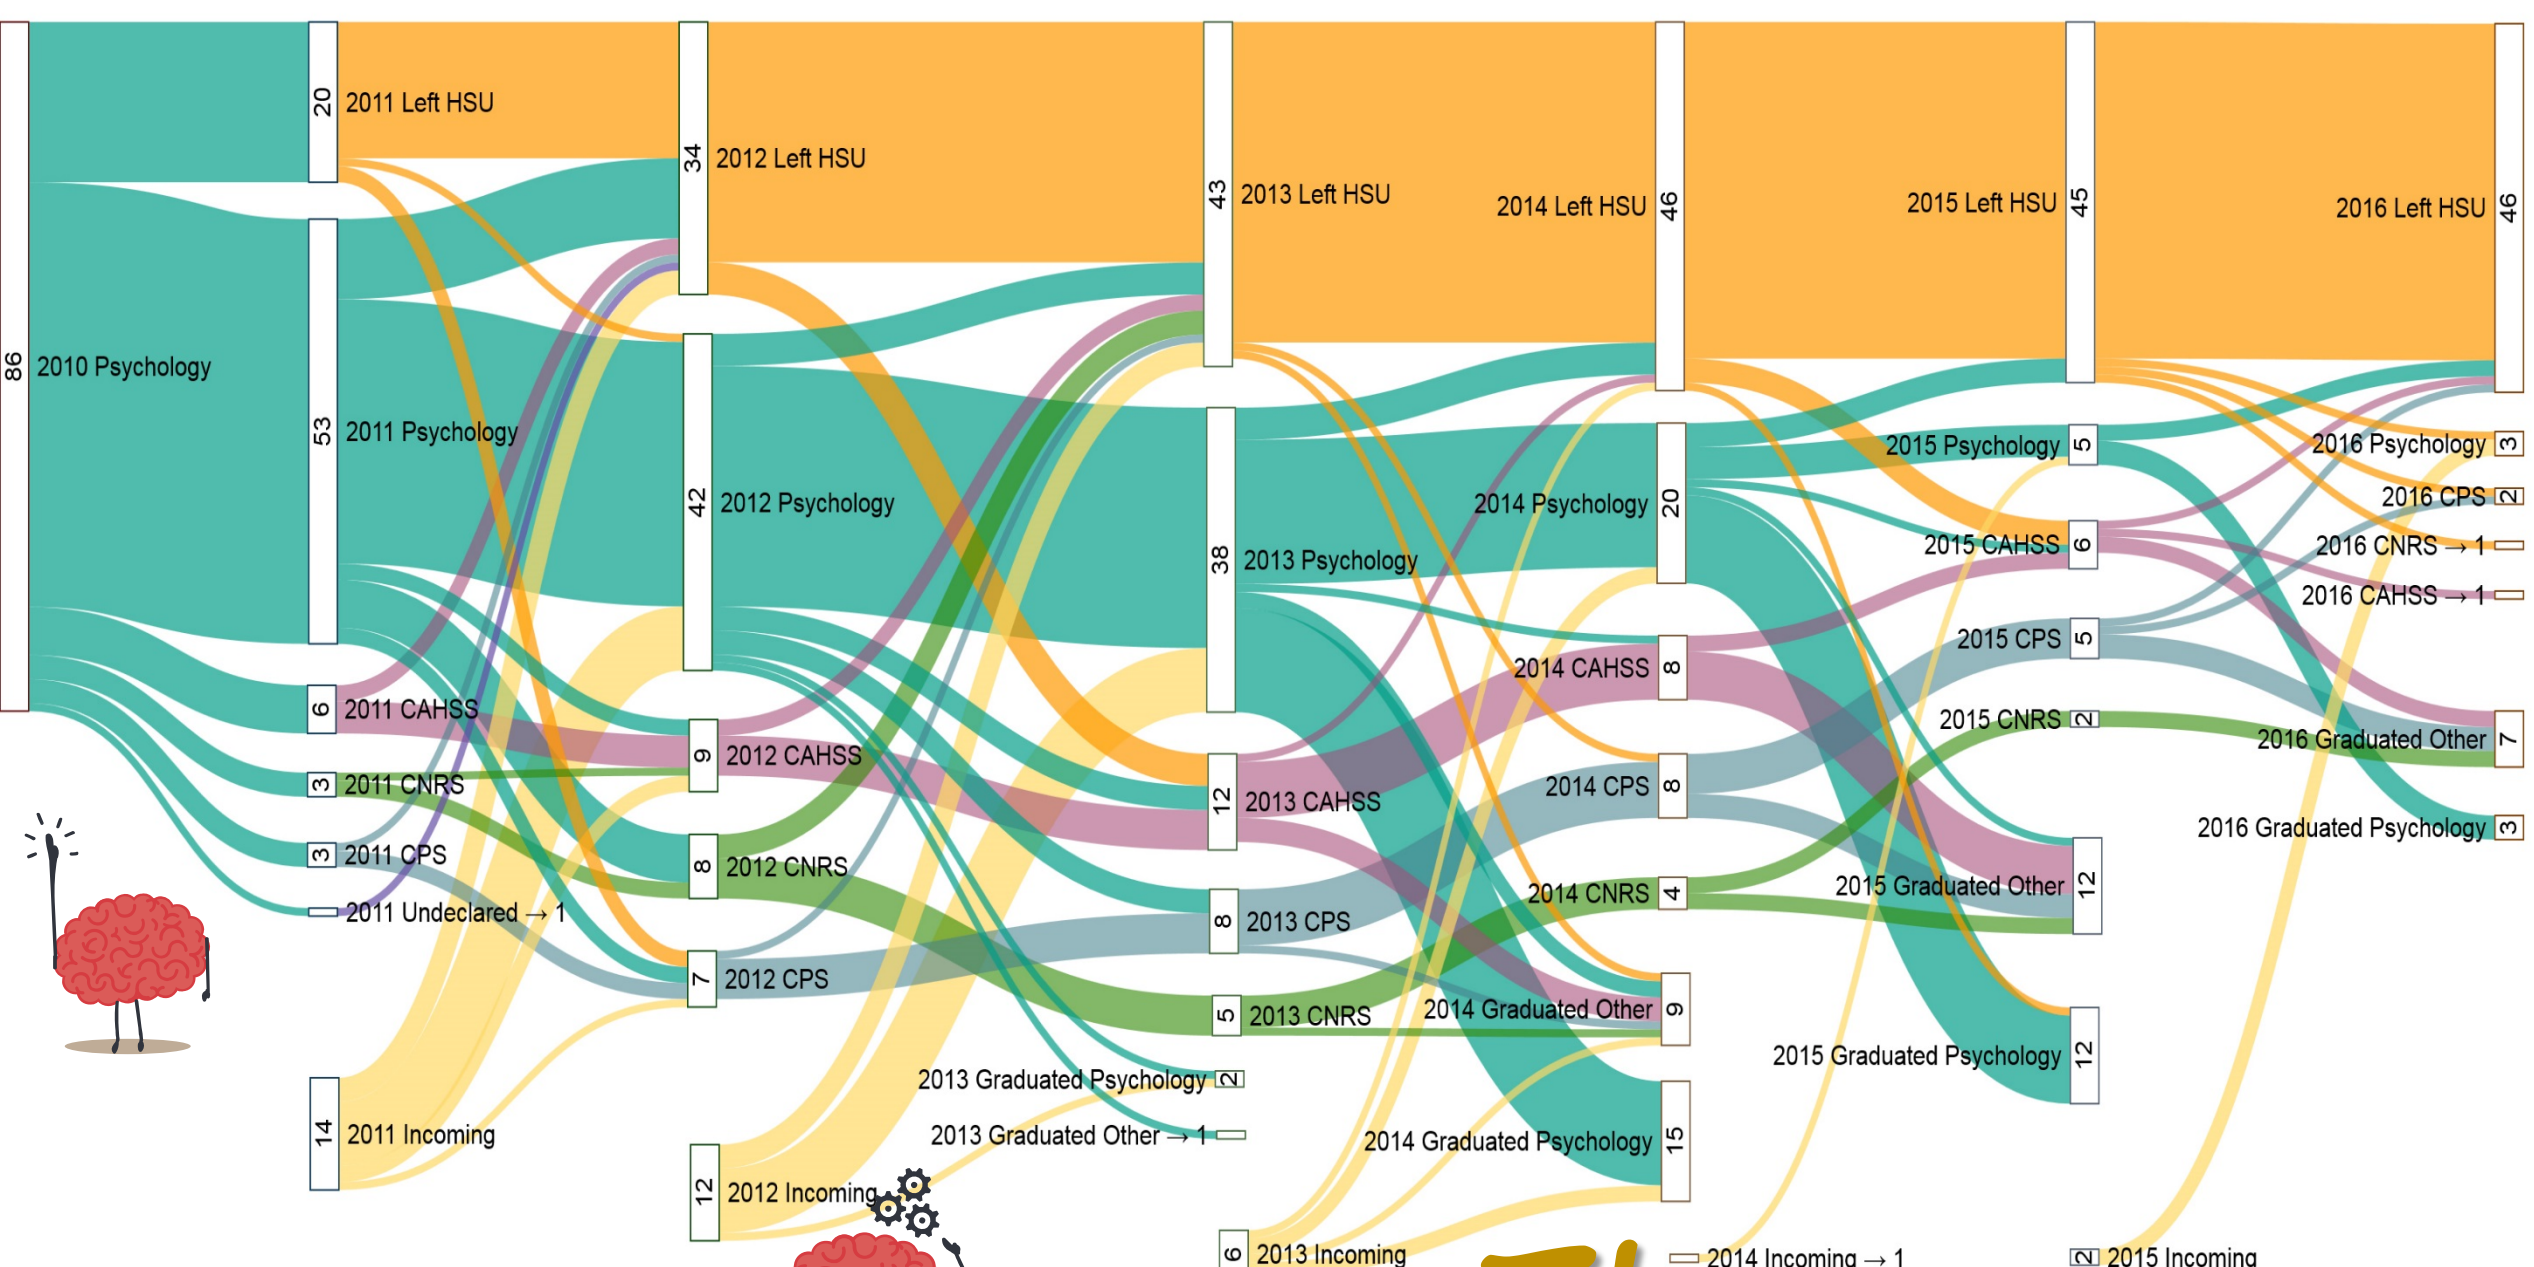 86
2010 Psychology
20
2011 Left HSU
53
2011 Psychology
6
2011 CAHSS
3
2011 CNRS
3
2011 CPS
2011 Undeclared → 1
14
2011 Incoming
34
2012 Left HSU
42
2012 Psychology
9
2012 CAHSS
8
2012 CNRS
7
2012 CPS
12
2012 Incoming
43
2013 Left HSU
38
2013 Psychology
12
2013 CAHSS
8
2013 CPS
5
2013 CNRS
2013 Graduated Psychology
2
2013 Graduated Other → 1
6
2013 Incoming
2014 Left HSU
46
2014 Psychology
20
2014 CAHSS
8
2014 CPS
8
2014 CNRS
4
2014 Graduated Other
9
2014 Graduated Psychology
15
2014 Incoming → 1
2015 Left HSU
45
2015 Psychology
5
2015 CAHSS
6
2015 CPS
5
2015 CNRS
2
2015 Graduated Other
12
2015 Graduated Psychology
12
2
2015 Incoming
2016 Left HSU
46
2016 Psychology
3
2016 CPS
2
2016 CNRS → 1
2016 CAHSS → 1
2016 Graduated Other
7
2016 Graduated Psychology
3